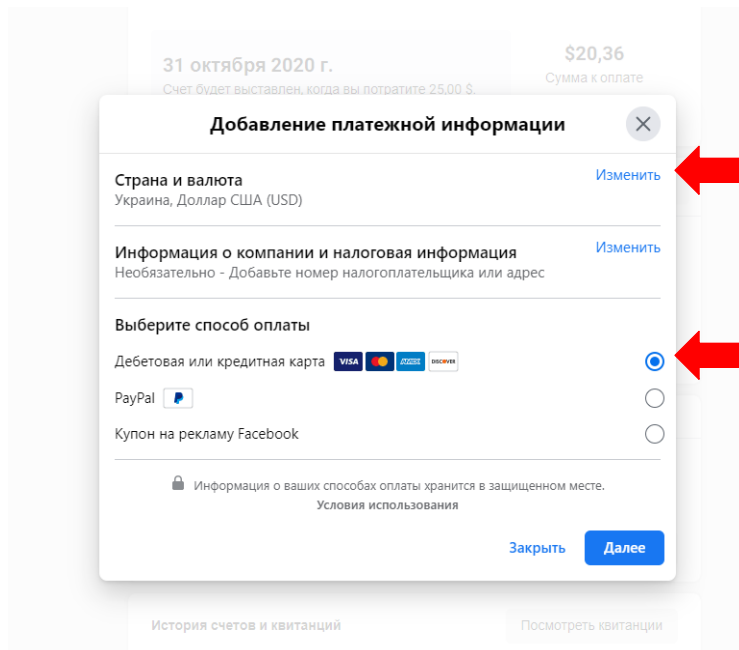 31 октября 2020 г.
$20,36
Счет будет выставлен, когда вы потратите 25,00 $.
Сумма к оплате
Добавление платежной информации
Страна и валюта
Изменить
Украина, Доллар США (USD)
Информация о компании и налоговая информация
Изменить
Необязательно - Добавьте номер налогоплательщика или адрес
Выберите способ оплаты
Дебетовая или кредитная карта VISA AMEX DISCOVER
PayPal
Купон на рекламу Facebook
Информация о ваших способах оплаты хранится в защищенном месте.
Условия использования
Закрыть
Далее
История счетов и квитанций
Посмотреть квитанции